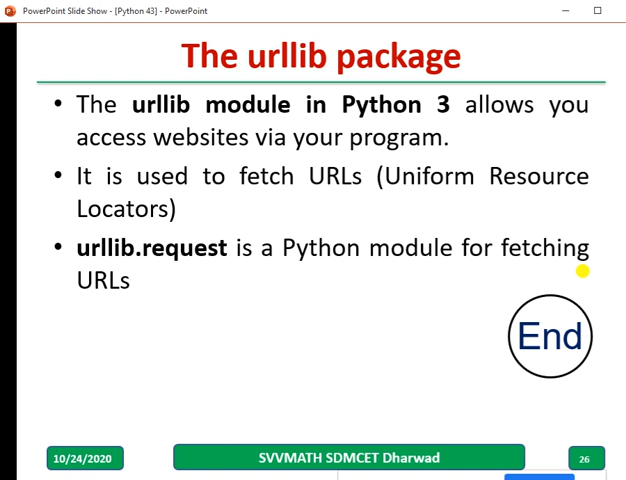 PowerPoint Slide Show - [Python 43] - PowerPoint
The urllib package
• The urllib module in Python 3 allows you
access websites via your program.
• It is used to fetch URLs (Uniform Resource
Locators)
• urllib.request is a Python module for fetching
URLs
End
10/24/2020
SVVMATH SDMCET Dharwad
26